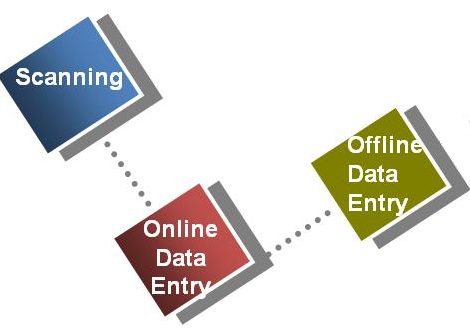 Scanning
Offline
Data
Entry
Online
Data
Entry